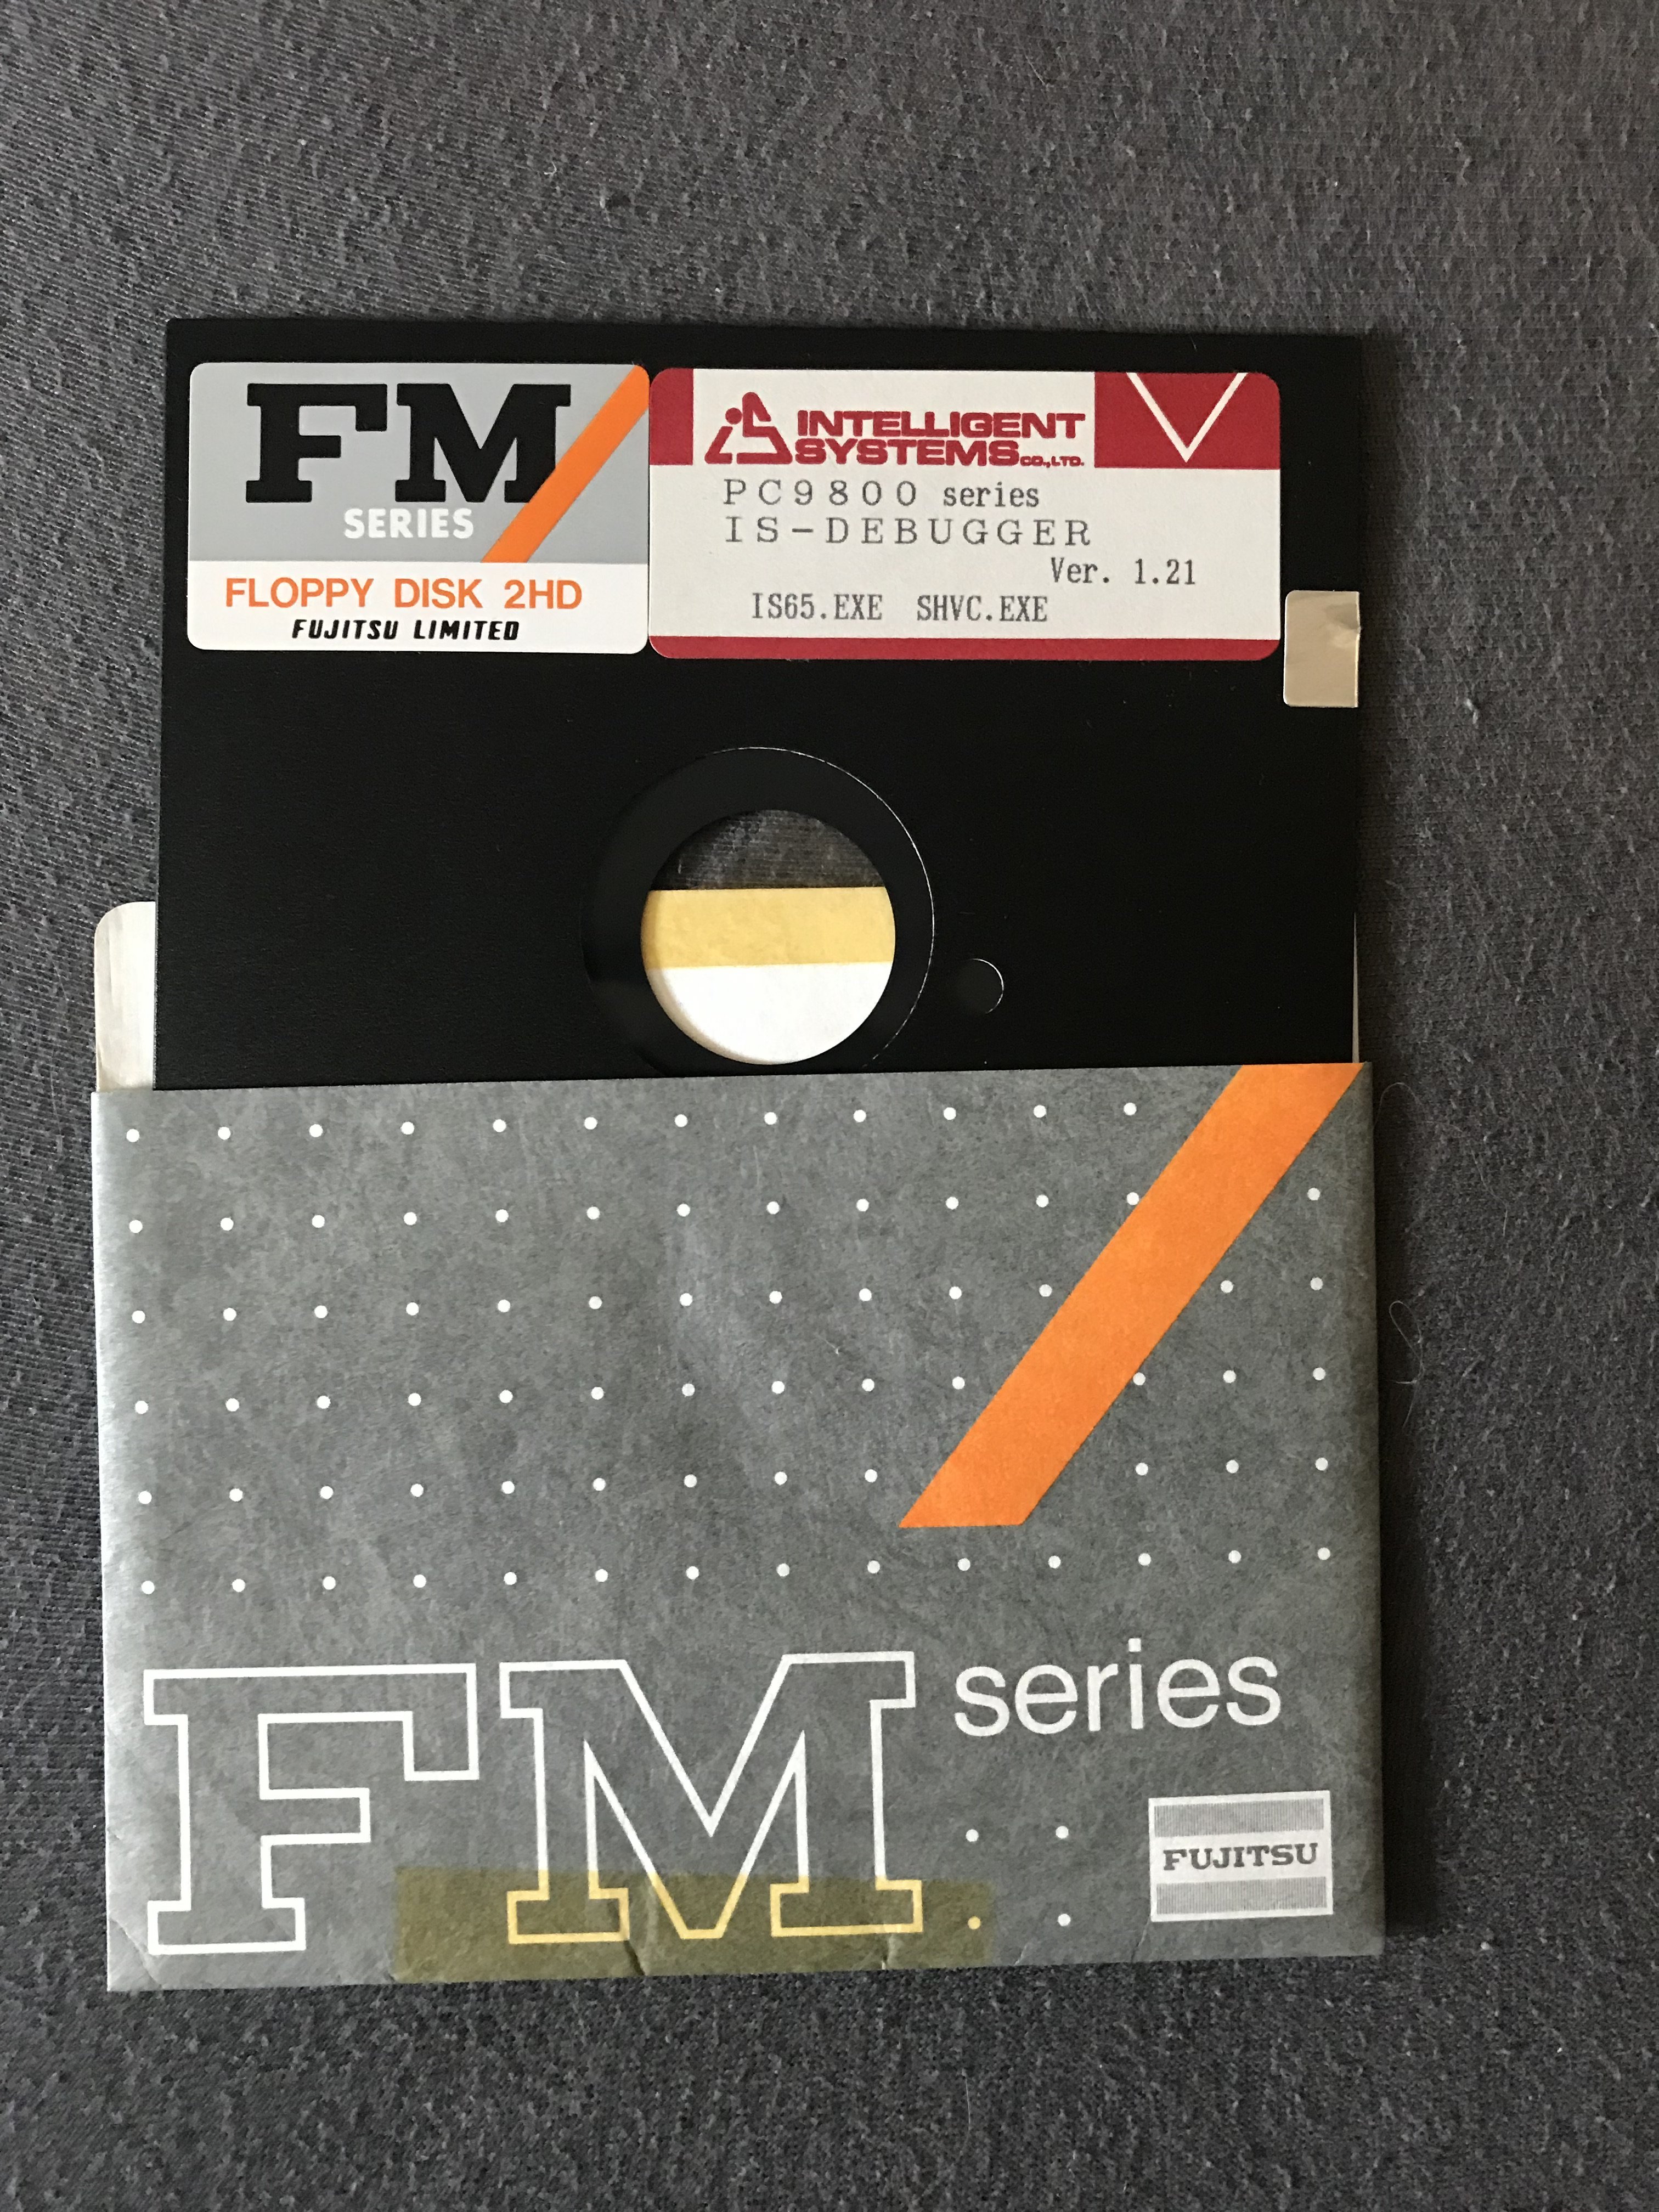 FM
SERIES
FLOPPY DISK 2HD
FUJITSU LIMITED
iS INTELLIGENT
SYSTEMS CO.,LTD.
PC9800 series
IS-DEBUGGER
Ver. 1.21
IS65.EXE SHVC.EXE
FM series
FUJITSU